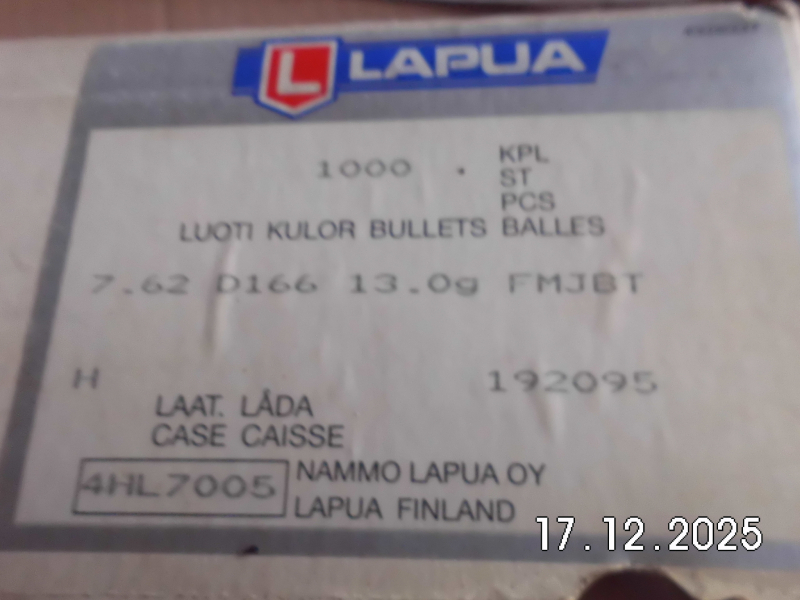 L LAPUA
1000 . KPL
ST
PCS
LUOTI KULOR BULLETS BALLES
7.62 D166 13.0g FMJBT
H 192095
LAAT. LÅDA
CASE CAISSE
4HL7005 NAMMO LAPUA OY
LAPUA FINLAND
17.12.2025